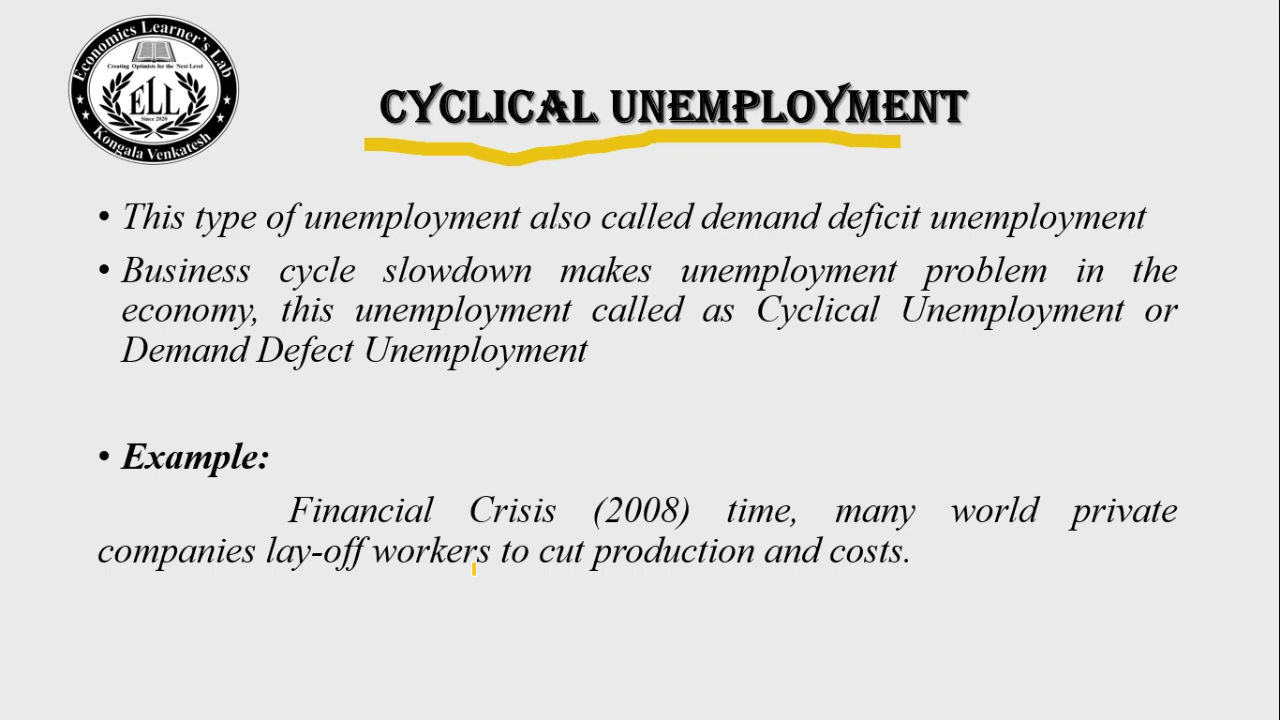 Economics Learner's Lab
Creating Optimists for the Next Level
ELL
Since 2020
Kongala Venkatesh
CYCLICAL UNEMPLOYMENT
• This type of unemployment also called demand deficit unemployment
• Business cycle slowdown makes unemployment problem in the
economy, this unemployment called as Cyclical Unemployment or
Demand Defect Unemployment
• Example:
Financial Crisis (2008) time, many world private
companies lay-off workers to cut production and costs.